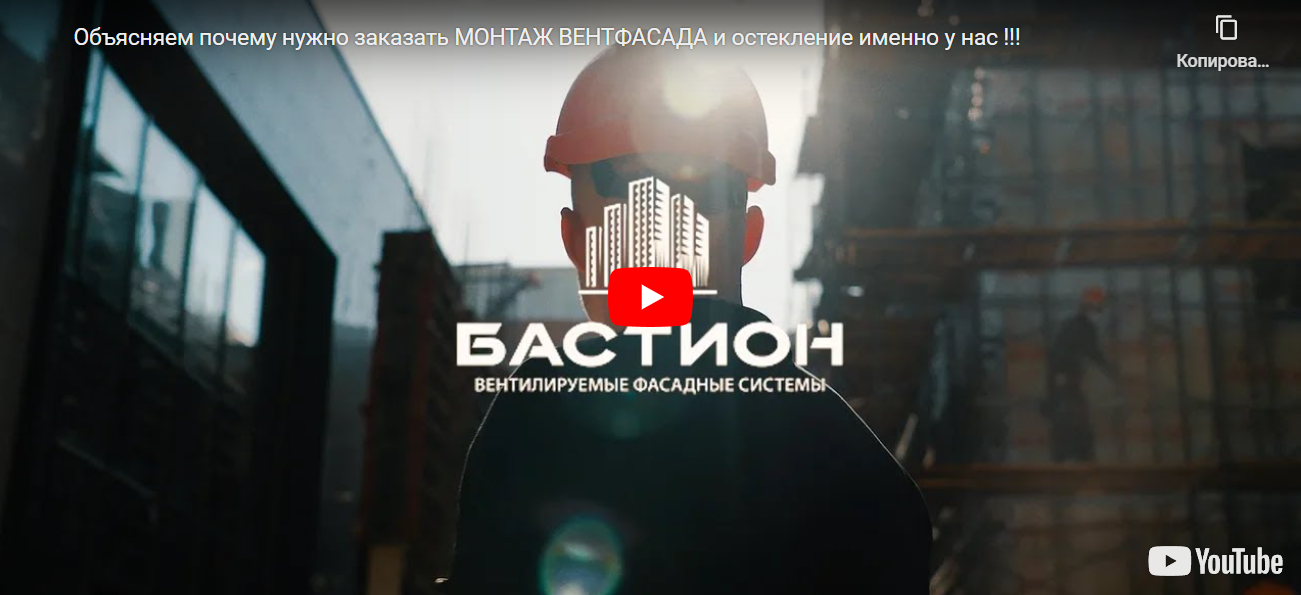 Объясняем почему нужно заказать МОНТАЖ ВЕНТФАСАДА и остекление именно у нас !!!
Копирова...
БАСТИОН
ВЕНТИЛИРУЕМЫЕ ФАСАДНЫЕ СИСТЕМЫ
YouTube